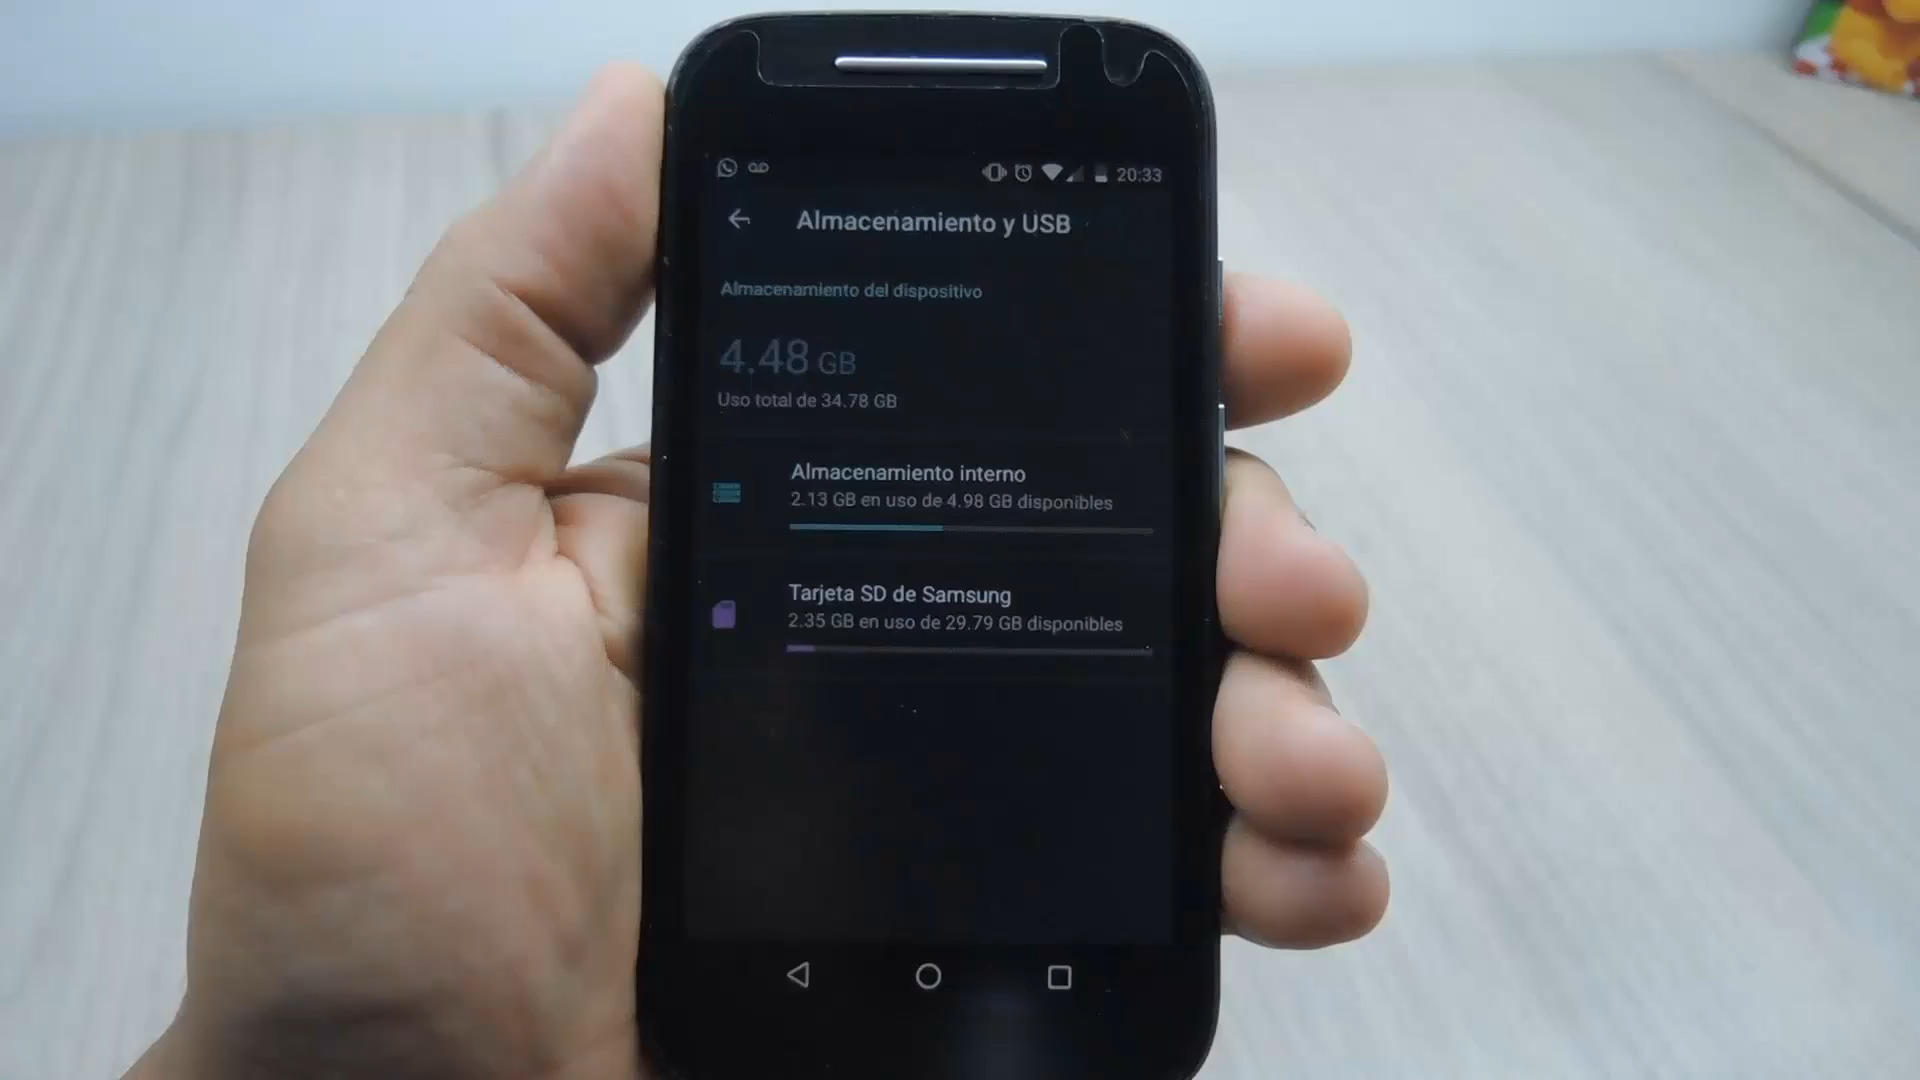 20:33
Almacenamiento y USB
Almacenamiento del dispositivo
4.48 GB
Uso total de 34.78 GB
Almacenamiento interno
2.13 GB en uso de 4.98 GB disponibles
Tarjeta SD de Samsung
2.35 GB en uso de 29.79 GB disponibles